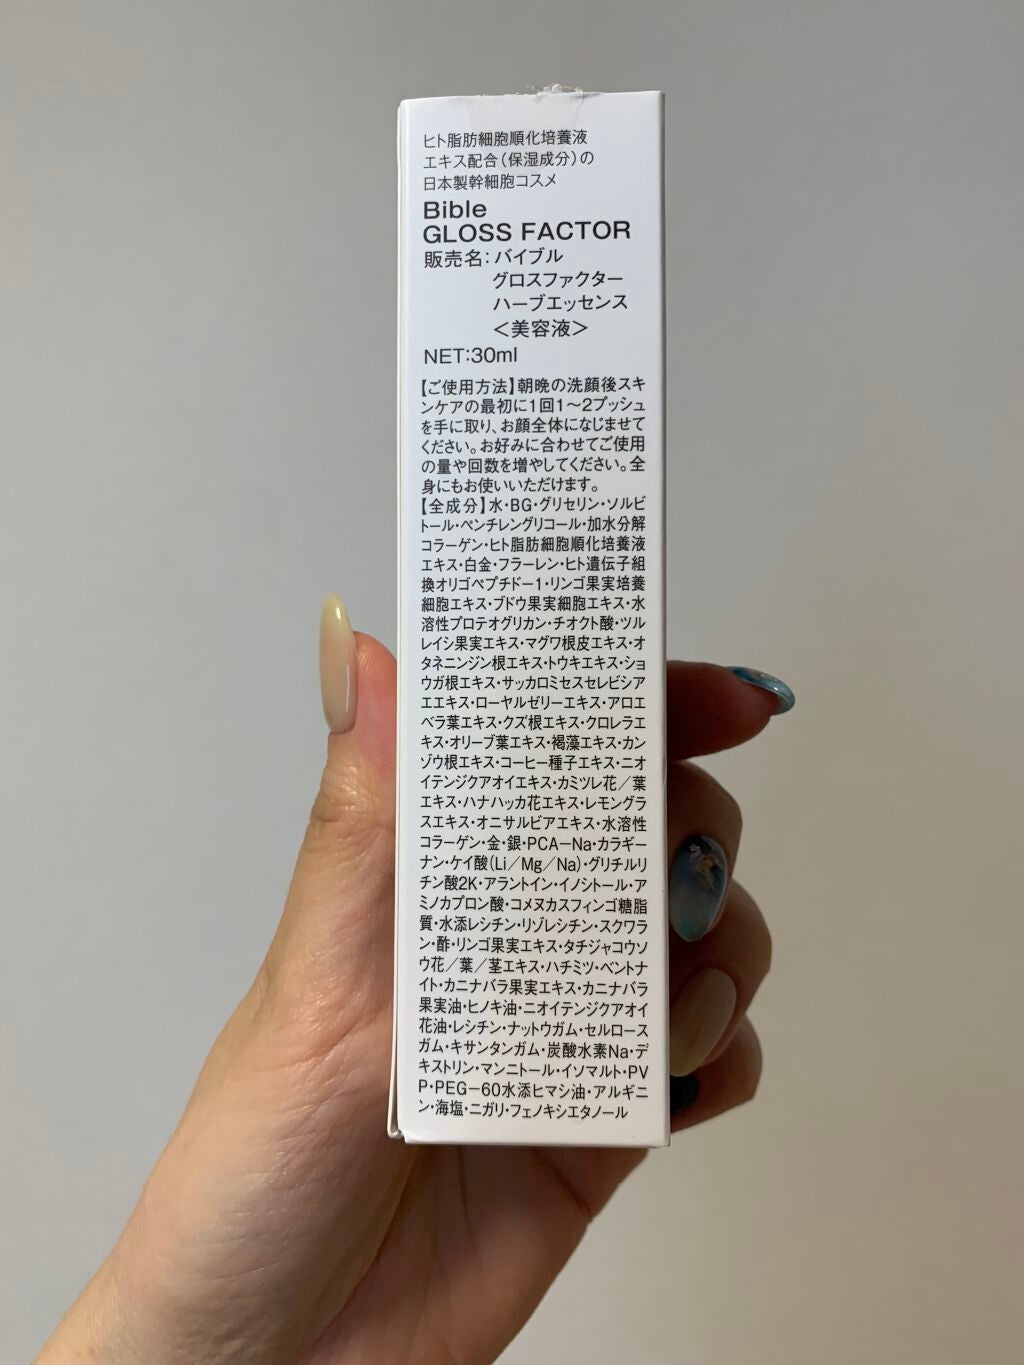 ヒト脂肪細胞順化培養液
エキス配合(保湿成分)の
日本製幹細胞コスメ
Bible
GLOSS FACTOR
販売名:バイブル
グロスファクター
ハーブエッセンス
＜美容液＞
NET:30ml
【ご使用方法】朝晩の洗顔後スキ
ンケアの最初に1回1〜2プッシュ
を手に取り、お顔全体になじませて
ください。お好みに合わせてご使用
の量や回数を増やしてください。全
身にもお使いいただけます。
【全成分】水・BG・グリセリン・ソルビ
トール・ペンチレングリコール・加水分解
コラーゲン・ヒト脂肪細胞順化培養液
エキス・白金・フラーレン・ヒト遺伝子組
換オリゴペプチド－1・リンゴ果実培養
細胞エキス・ブドウ果実細胞エキス・水
溶性プロテオグリカン・チオクト酸・ツル
レイシ果実エキス・マグワ根皮エキス・オ
タネニンジン根エキス・トウキエキス・ショ
ウガ根エキス・サッカロミセスセレビシア
エエキス・ローヤルゼリーエキス・アロエ
ベラ葉エキス・クズ根エキス・クロレラエ
キス・オリーブ葉エキス・褐藻エキス・カン
ゾウ根エキス・コーヒー種子エキス・ニオ
イテンジクアオイエキス・カミツレ花／葉
エキス・ハナハッカ花エキス・レモングラ
スエキス・オニサルビアエキス・水溶性
コラーゲン・金・銀・PCA－Na・カラギー
ナン・ケイ酸(Li／Mg／Na)・グリチルリ
チン酸2K・アラントイン・イノシトール・ア
ミノカプロン酸・コメヌカスフィンゴ糖脂
質・水添レシチン・リゾレシチン・スクワラ
ン・酢・リンゴ果実エキス・タチジャコウソ
ウ花／葉／茎エキス・ハチミツ・ベントナ
イト・カニナバラ果実エキス・カニナバラ
果実油・ヒノキ油・ニオイテンジクアオイ
花油・レシチン・ナットウガム・セルロース
ガム・キサンタンガム・炭酸水素Na・デ
キストリン・マンニトール・イソマルト・PV
P・PEG－60水添ヒマシ油・アルギニ
ン・海塩・ニガリ・フェノキシエタノール